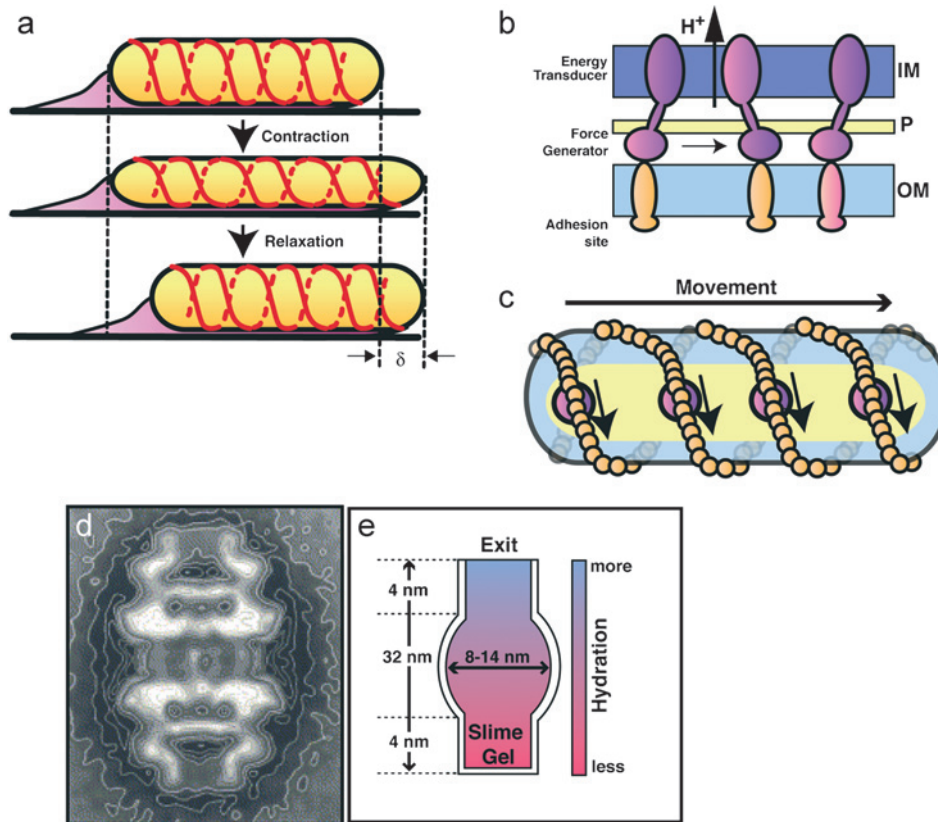 a
Contraction
Relaxation
δ
b
H+
Energy
Transducer
IM
P
Force
Generator
OM
Adhesion
site
c
Movement
d
e
Exit
4 nm
32 nm
8-14 nm
4 nm
Slime
Gel
more
Hydration
less